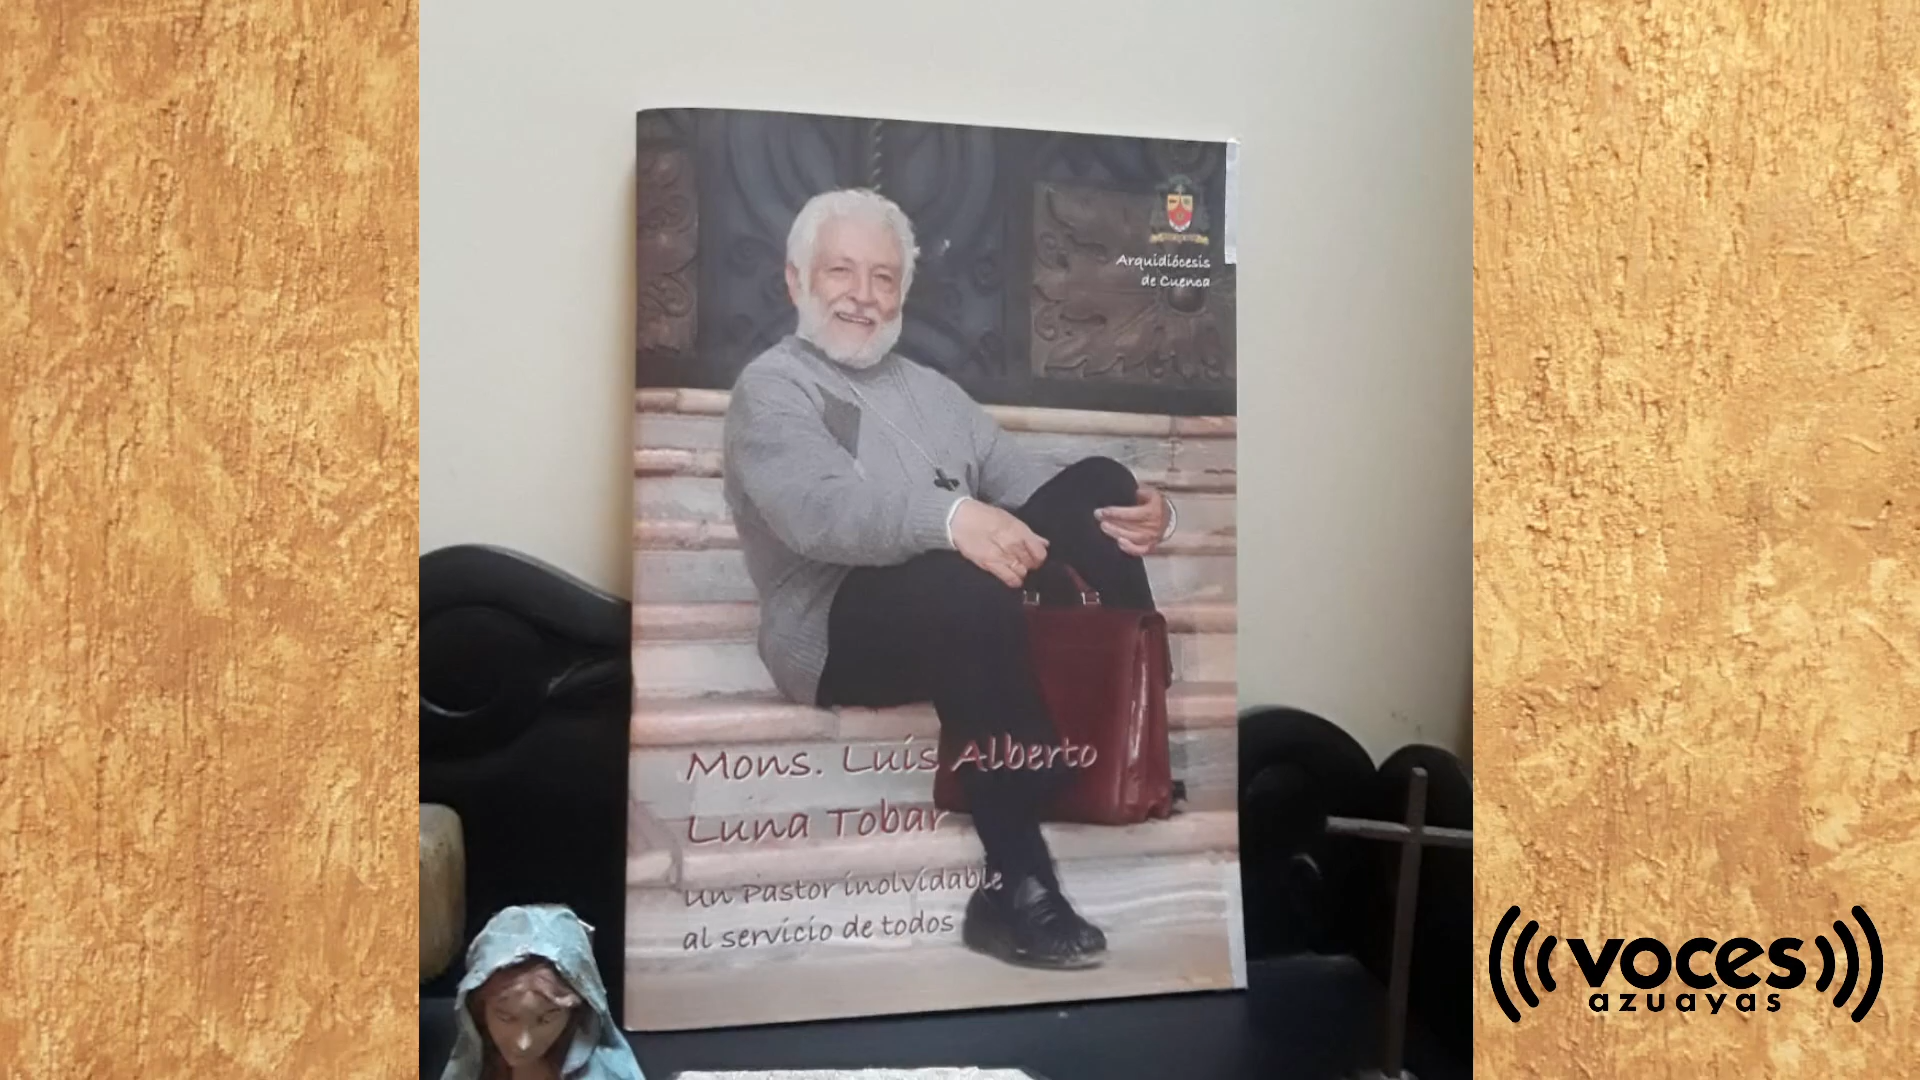 Arquidiócesis
de Cuenca
Mons. Luis Alberto
Luna Tobar
un Pastor inolvidable
al servicio de todos
voces
azuayas